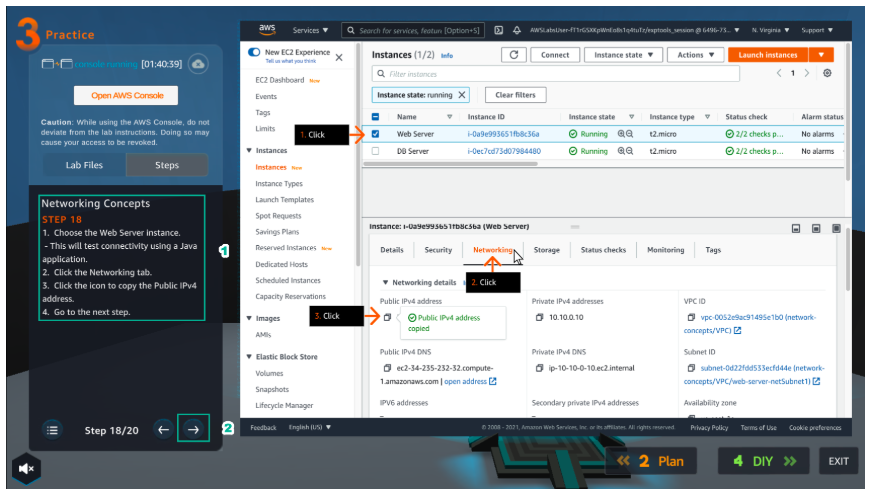 3 Practice
console running [01:40:39]
Open AWS Console
Caution: While using the AWS Console, do not
deviate from the lab instructions. Doing so may
cause your access to be revoked.
Lab Files Steps
Networking Concepts
STEP 18
1. Choose the Web Server instance.
- This will test connectivity using a Java
application.
2. Click the Networking tab.
3. Click the icon to copy the Public IPv4
address.
4. Go to the next step.
1
Step 18/20
2
aws Services Search for services, featur [Option+S] N. Virginia Support
New EC2 Experience
Tell us what you think
EC2 Dashboard New
Events
Tags
Limits
Instances
Instances New
Instance Types
Launch Templates
Spot Requests
Savings Plans
Reserved Instances New
Dedicated Hosts
Scheduled Instances
Capacity Reservations
Images
AMIs
Elastic Block Store
Volumes
Snapshots
Lifecycle Manager
Instances (1/2) Info Connect Instance state Actions Launch instances
Filter instances
1
Instance state: running Clear filters
Name Instance ID Instance state Instance type Status check Alarm status
Web Server i-0a9e993651fb8c36a Running t2.micro 2/2 checks p... No alarms
DB Server i-0ec7cd73d07984480 Running t2.micro 2/2 checks p... No alarms
1. Click
Instance: i-0a9e993651fb8c36a (Web Server)
Details Security Networking Storage Status checks Monitoring Tags
Networking details
2. Click
Public IPv4 address
3. Click
Public IPv4 address
copied
Private IPv4 addresses
10.10.0.10
VPC ID
vpc-0052e9ac91495e1b0 (network-
concepts/VPC)
Public IPv4 DNS
ec2-34-235-232-32.compute-
1.amazonaws.com | open address
Private IPv4 DNS
ip-10-10-0-10.ec2.internal
Subnet ID
subnet-0d22fdd533ecfd44e (network-
concepts/VPC/web-server-netSubnet1)
IPV6 addresses
Secondary private IPv4 addresses
Availability zone
Feedback English (US) © 2008 - 2021, Amazon Web Services, Inc. or its affiliates. All rights reserved. Privacy Policy Terms of Use Cookie preferences
2 Plan 4 DIY EXIT